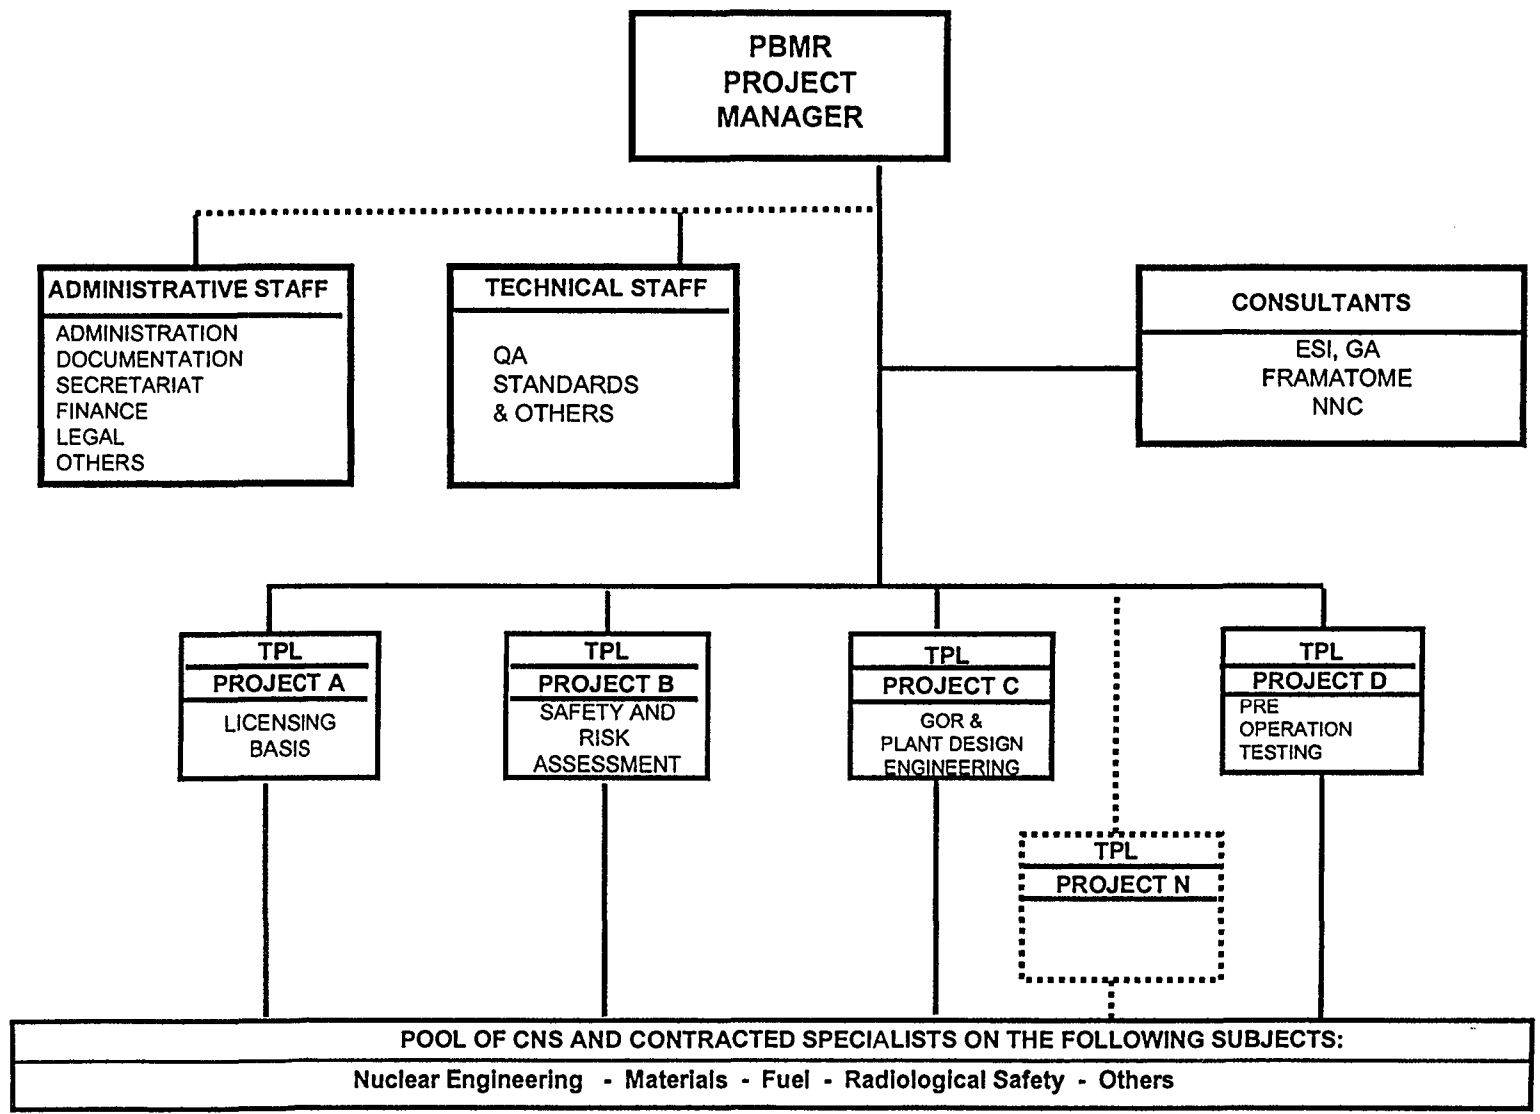 PBMR
PROJECT
MANAGER
ADMINISTRATIVE STAFF
ADMINISTRATION
DOCUMENTATION
SECRETARIAT
FINANCE
LEGAL
OTHERS
TECHNICAL STAFF
QA
STANDARDS
& OTHERS
CONSULTANTS
ESI, GA
FRAMATOME
NNC
TPL
PROJECT A
LICENSING
BASIS
TPL
PROJECT B
SAFETY AND
RISK
ASSESSMENT
TPL
PROJECT C
GOR &
PLANT DESIGN
ENGINEERING
TPL
PROJECT N
TPL
PROJECT D
PRE
OPERATION
TESTING
POOL OF CNS AND CONTRACTED SPECIALISTS ON THE FOLLOWING SUBJECTS:
Nuclear Engineering - Materials - Fuel - Radiological Safety - Others